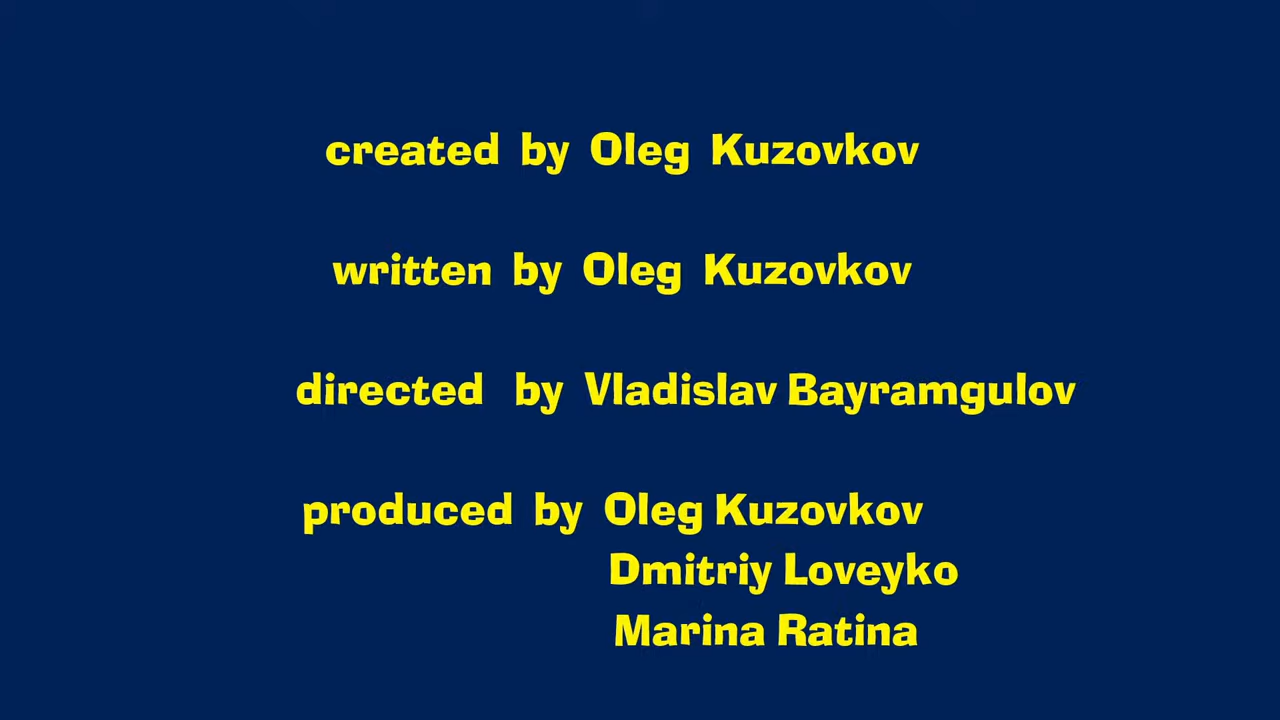 created by Oleg Kuzovkov
written by Oleg Kuzovkov
directed by Vladislav Bayramgulov
produced by Oleg Kuzovkov
Dmitriy Loveyko
Marina Ratina